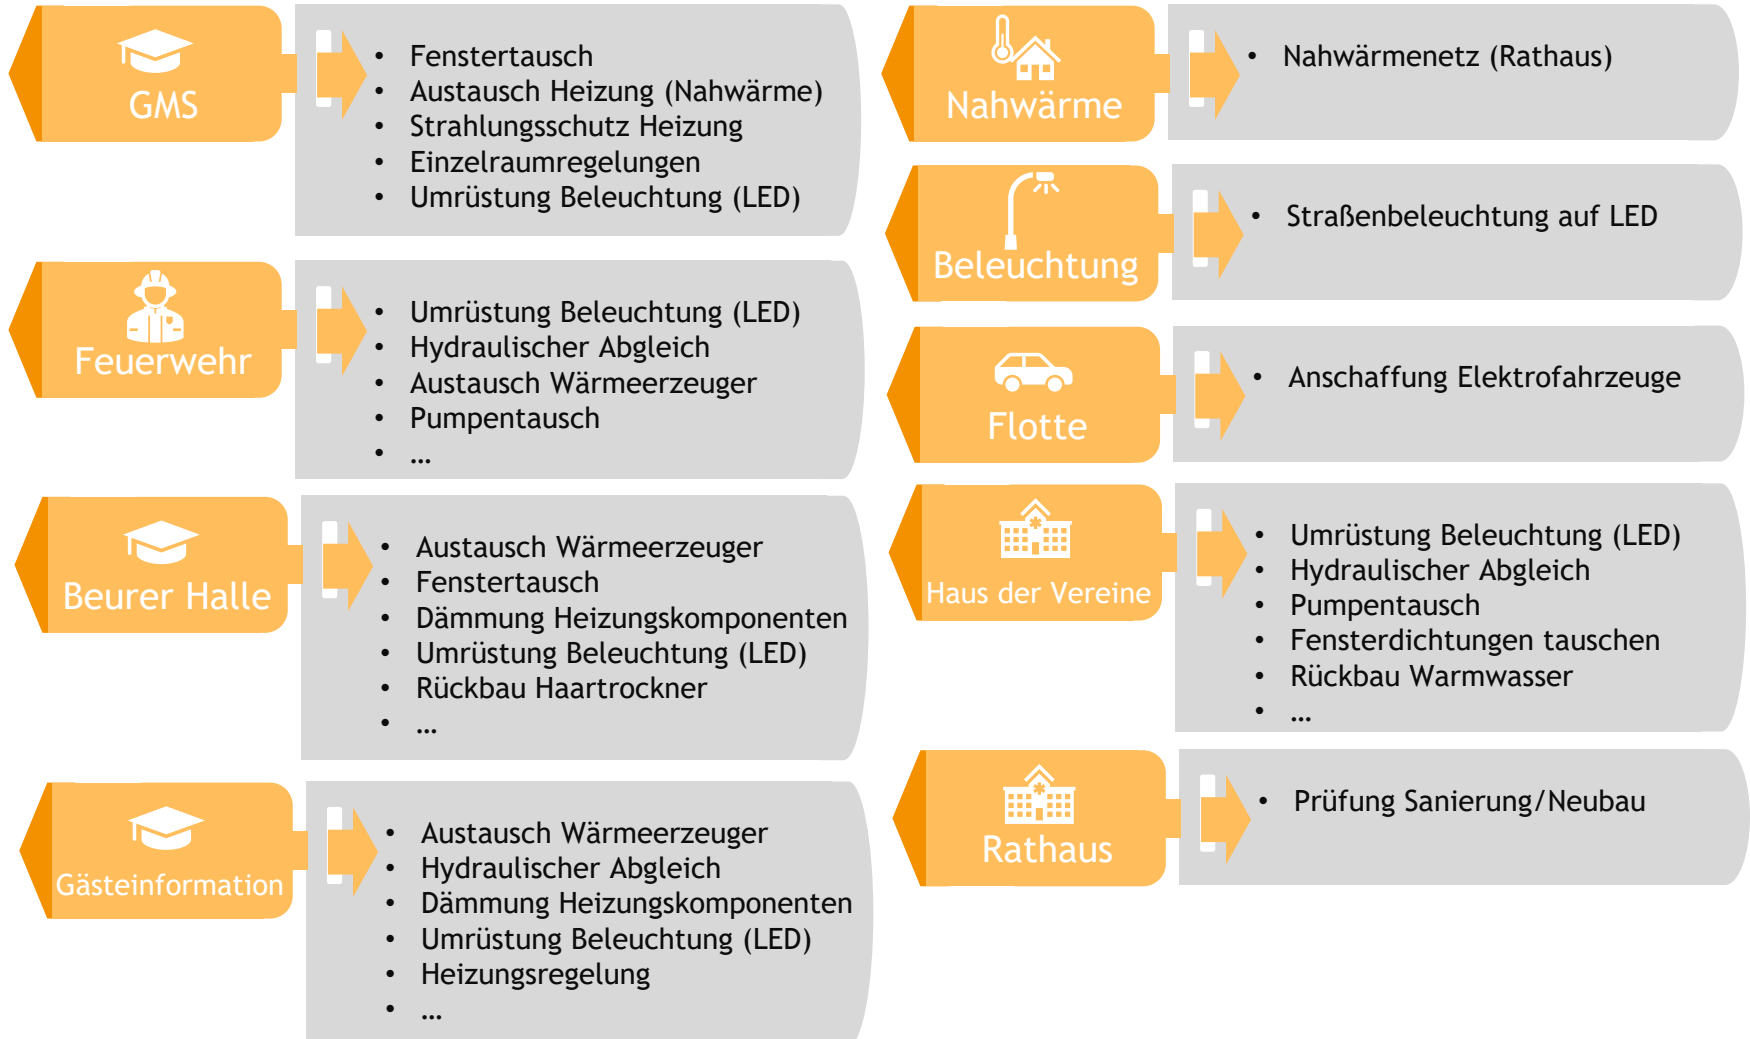 GMS
• Fenstertausch
• Austausch Heizung (Nahwärme)
• Strahlungsschutz Heizung
• Einzelraumregelungen
• Umrüstung Beleuchtung (LED)
Feuerwehr
• Umrüstung Beleuchtung (LED)
• Hydraulischer Abgleich
• Austausch Wärmeerzeuger
• Pumpentausch
• …
Beurer Halle
• Austausch Wärmeerzeuger
• Fenstertausch
• Dämmung Heizungskomponenten
• Umrüstung Beleuchtung (LED)
• Rückbau Haartrockner
• …
Gästeinformation
• Austausch Wärmeerzeuger
• Hydraulischer Abgleich
• Dämmung Heizungskomponenten
• Umrüstung Beleuchtung (LED)
• Heizungsregelung
• …
Nahwärme
• Nahwärmenetz (Rathaus)
Beleuchtung
• Straßenbeleuchtung auf LED
Flotte
• Anschaffung Elektrofahrzeuge
Haus der Vereine
• Umrüstung Beleuchtung (LED)
• Hydraulischer Abgleich
• Pumpentausch
• Fensterdichtungen tauschen
• Rückbau Warmwasser
• …
Rathaus
• Prüfung Sanierung/Neubau